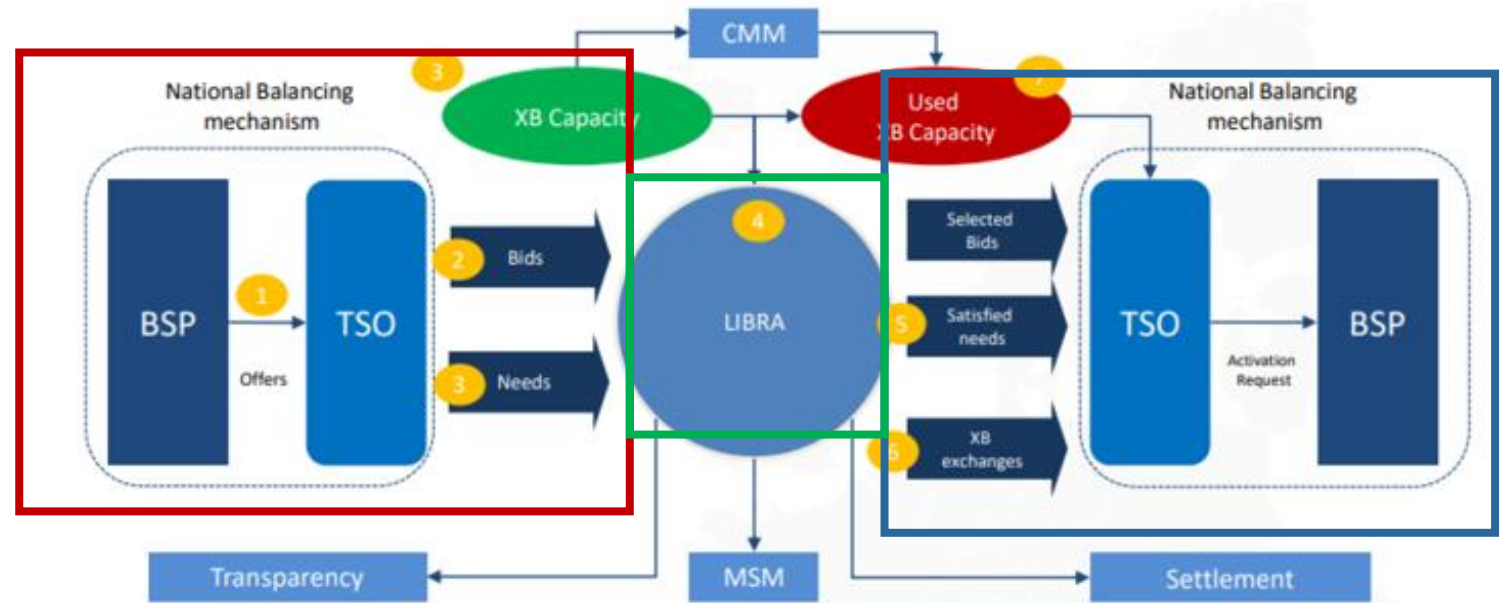 CMM
3
National Balancing
mechanism
XB Capacity
Used
XB Capacity
7
National Balancing
mechanism
BSP
1
Offers
TSO
2
Bids
3
Needs
4
LIBRA
Selected
Bids
5
Satisfied
needs
6
XB
exchanges
TSO
Activation
Request
BSP
Transparency
MSM
Settlement